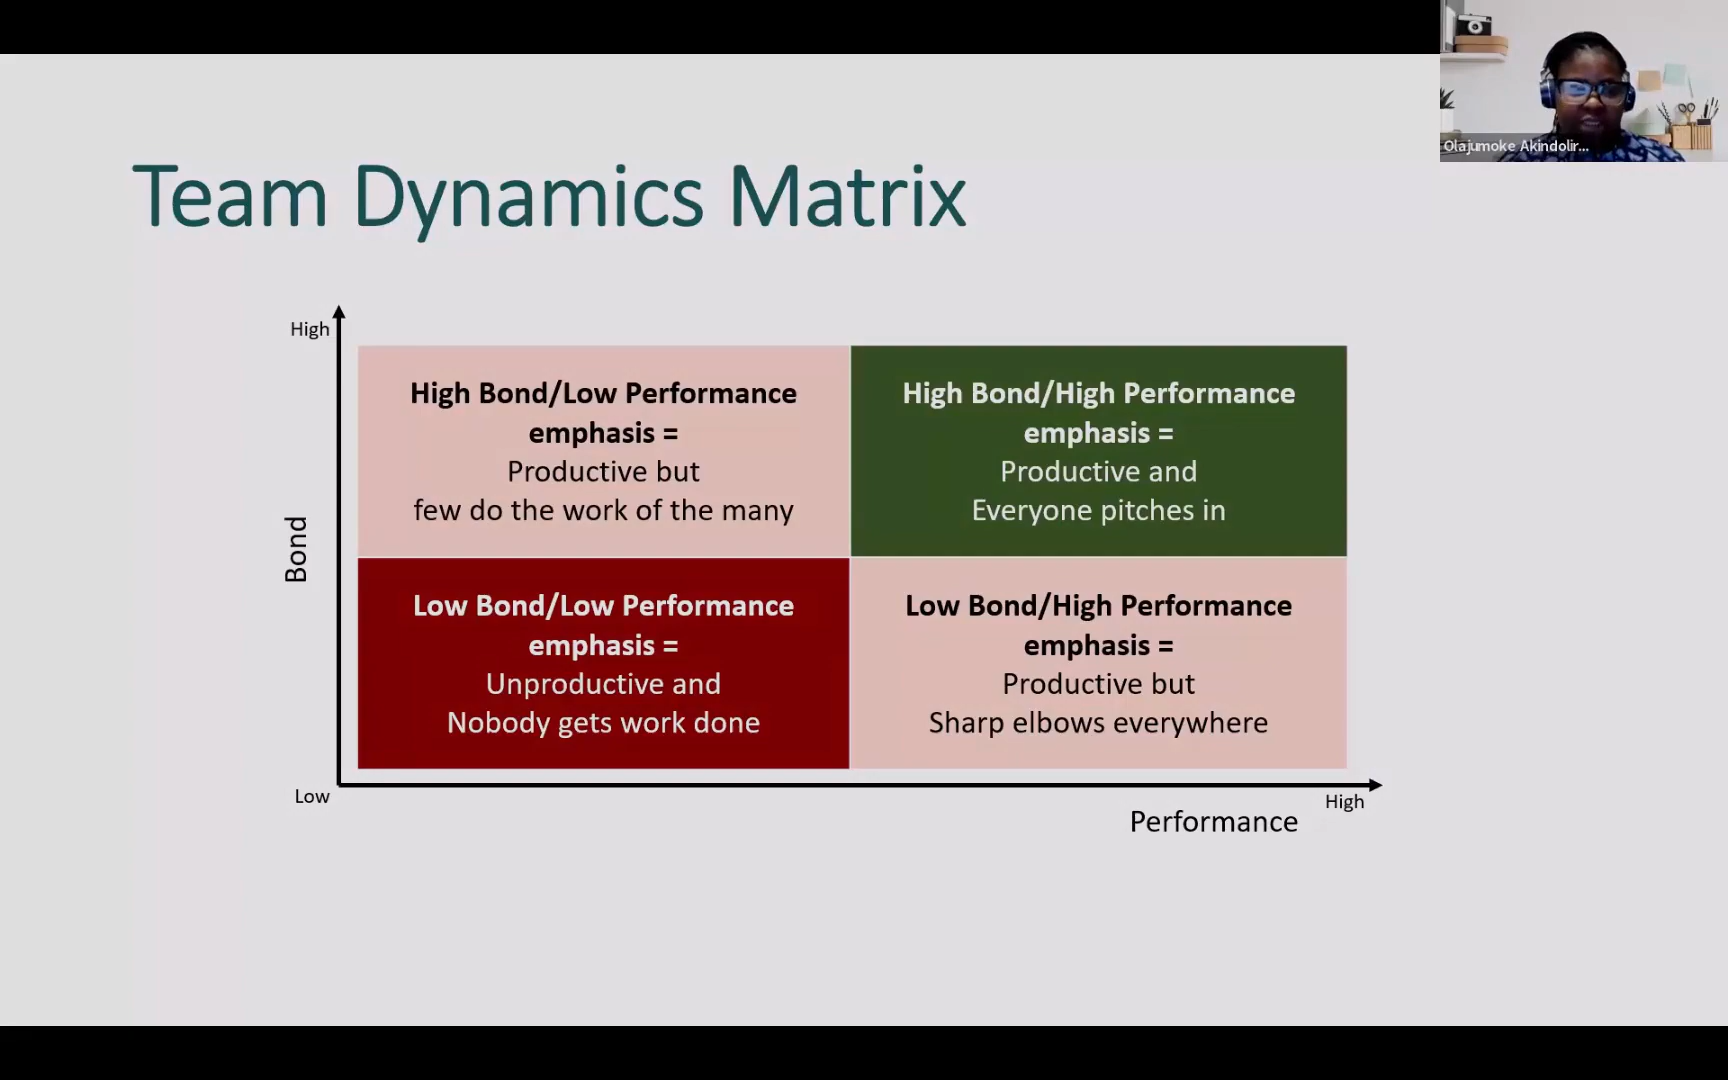 Olajumoke Akindolir...
Team Dynamics Matrix
High
High Bond/Low Performance
emphasis =
Productive but
few do the work of the many
High Bond/High Performance
emphasis =
Productive and
Everyone pitches in
Bond
Low Bond/Low Performance
emphasis =
Unproductive and
Nobody gets work done
Low Bond/High Performance
emphasis =
Productive but
Sharp elbows everywhere
Low
High
Performance